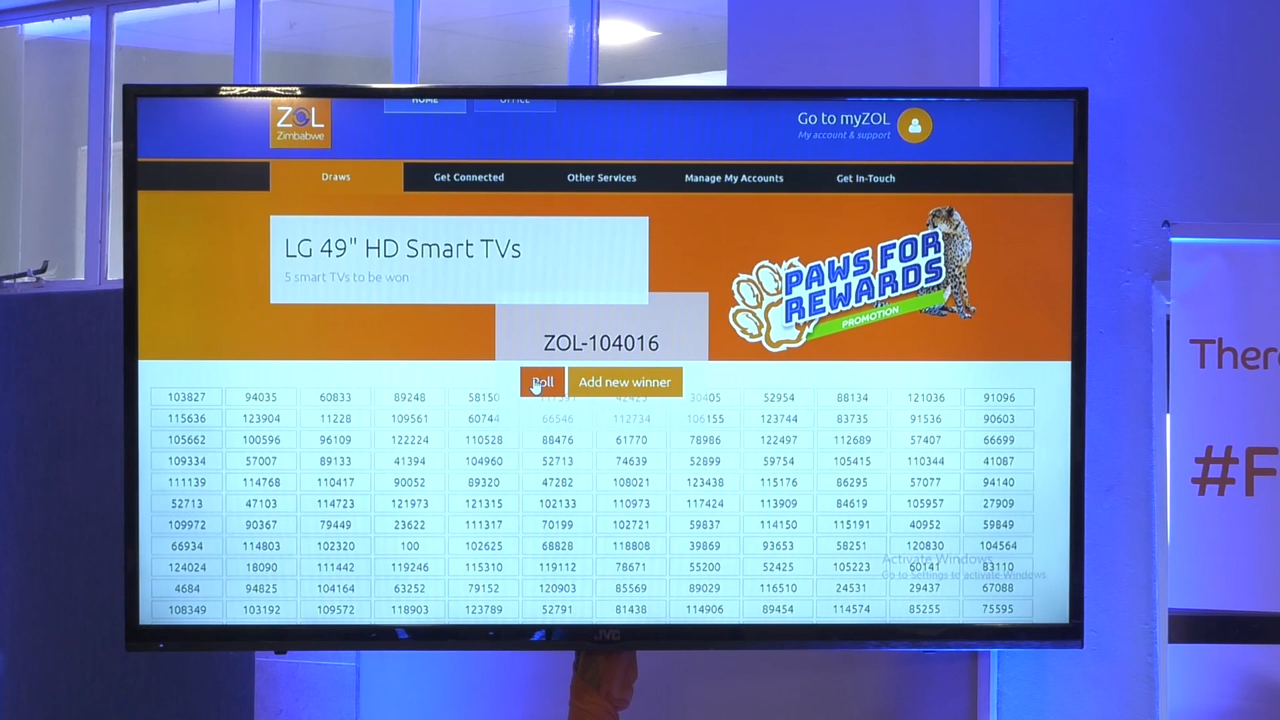 HOME OFFICE
ZOL
Zimbabwe
Go to myZOL
My account & support
Draws Get Connected Other Services Manage My Accounts Get In-Touch
LG 49" HD Smart TVs
5 smart TVs to be won
PAWS FOR
REWARDS
PROMOTION
ZOL-104016
Roll Add new winner
103827 94035 60833 89248 58150 42425 30405 52954 88134 121036 91096
115636 123904 11228 109561 60744 66546 112734 106155 123744 83735 91536 90603
105662 100596 96109 122224 110528 88476 61770 78986 122497 112689 57407 66699
109334 57007 89133 41394 104960 52713 74639 52899 59754 105415 110344 41087
111139 114768 110417 90052 89320 47282 108021 123438 115176 86295 57077 94140
52713 47103 114723 121973 121315 102133 110973 117424 113909 84619 105957 27909
109972 90367 79449 23622 111317 70199 102721 59837 114150 115191 40952 59849
66934 114803 102320 100 102625 68828 118808 39869 93653 58251 120830 104564
124024 18090 111442 119246 115310 119112 78671 55200 52425 105223 60141 83110
4684 94825 104164 63252 79152 120903 85569 89029 116510 24531 29437 67088
108349 103192 109572 118903 123789 52791 81438 114906 89454 114574 85255 75595
Activate Windows
Go to Settings to activate Windows.
JVC
There
#F